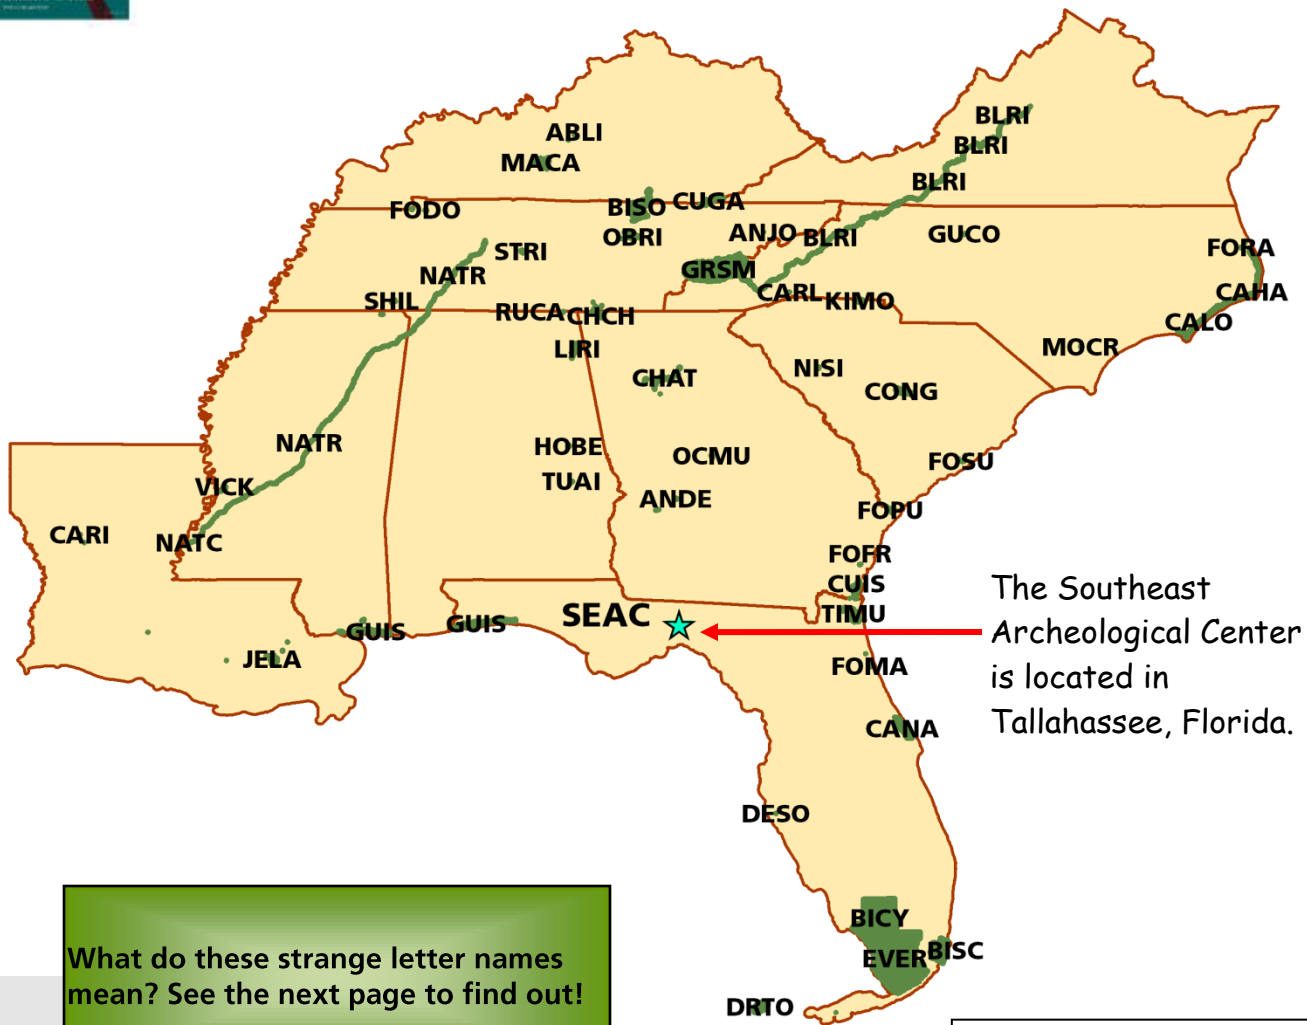 BLRI
ABLI
BLRI
MACA
BLRI
CUGA
BISO
FODO
ANJO
BLRI
GUCO
OBRI
STRI
FORA
GRSM
NATR
CARL
CAHA
KIMO
SHIL
RUCA
CHCH
CALO
LIRI
MOCR
NISI
CHAT
CONG
NATR
HOBE
OCMU
FOSU
TUAI
VICK
ANDE
FOPU
CARI
NATC
FOFR
CUIS
TIMU
SEAC
GUIS
GUIS
JELA
FOMA
CANA
DESO
BICY
EVER
BISC
DRTO
The Southeast
Archeological Center
is located in
Tallahassee, Florida.
What do these strange letter names
mean? See the next page to find out!